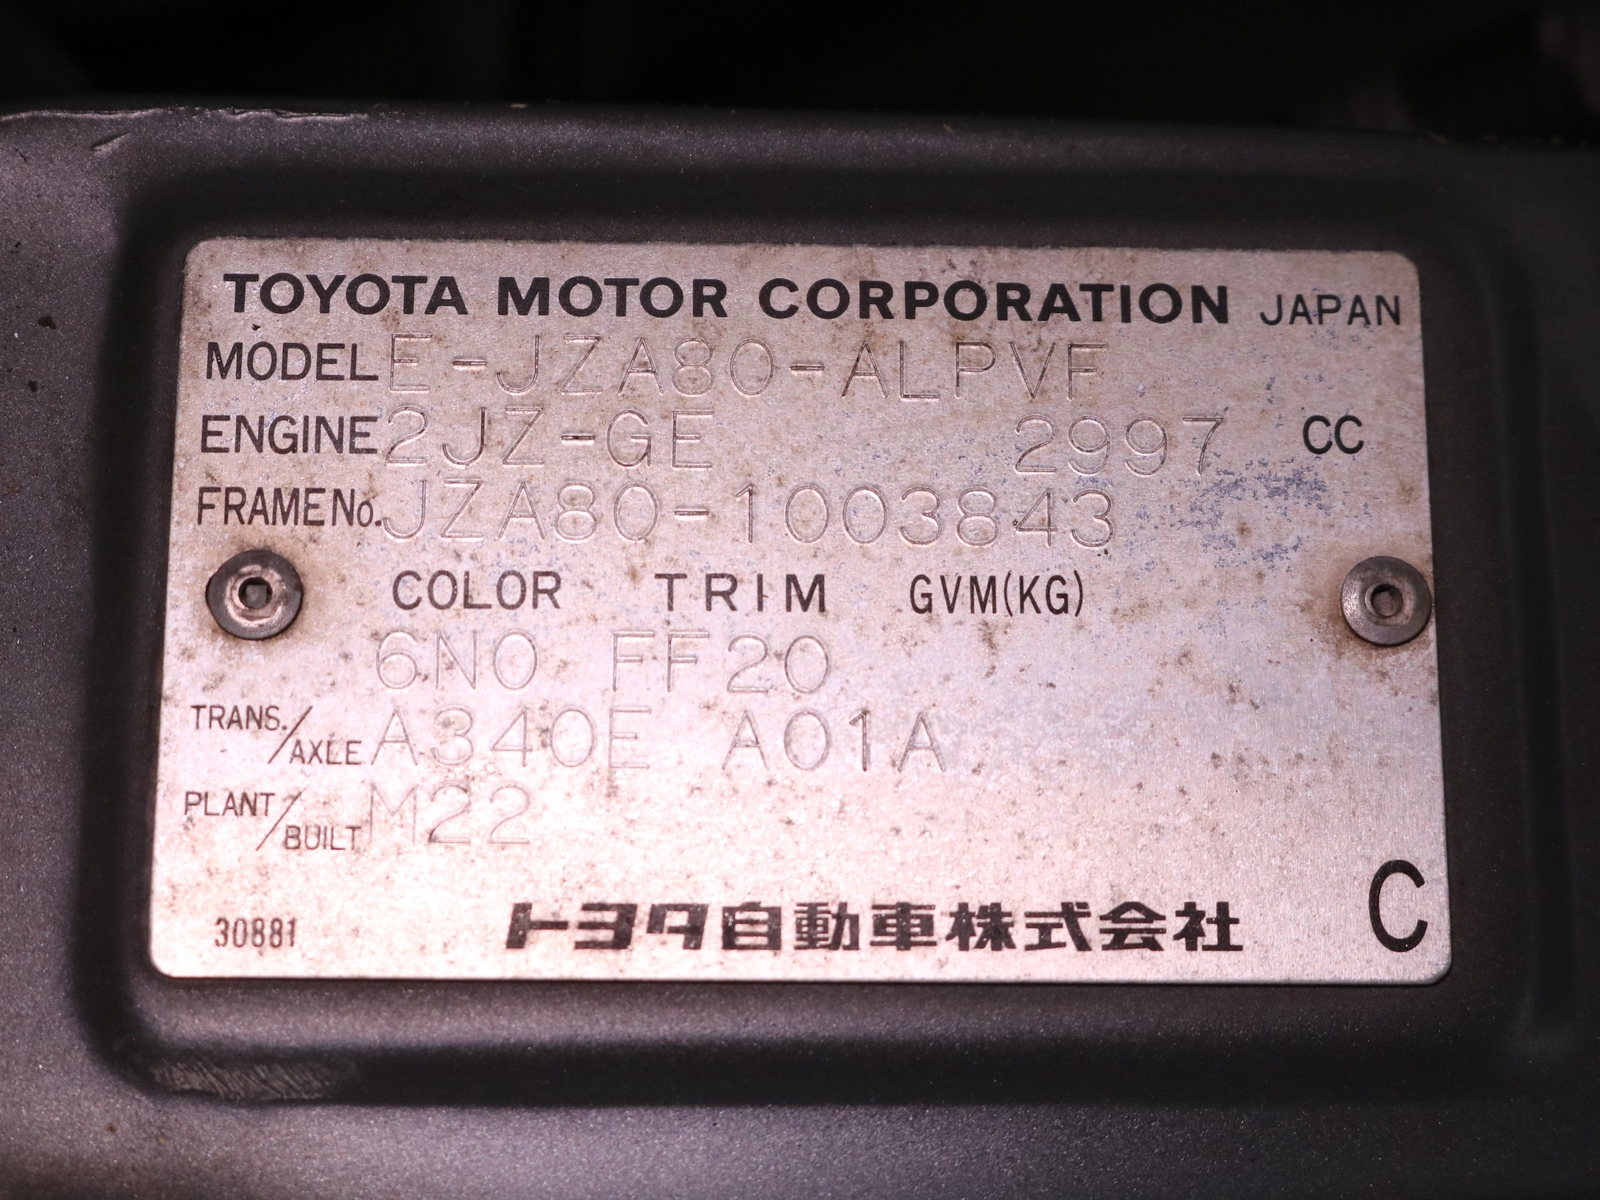 TOYOTA MOTOR CORPORATION JAPAN
MODEL E-JZA80-ALPVF
ENGINE 2JZ-GE 2997 CC
FRAME No. JZA80-1003843
COLOR TRIM GVM(KG)
6N0 FF20
TRANS./AXLE A340E A01A
PLANT/BUILT M22
30881 トヨタ自動車株式会社 C